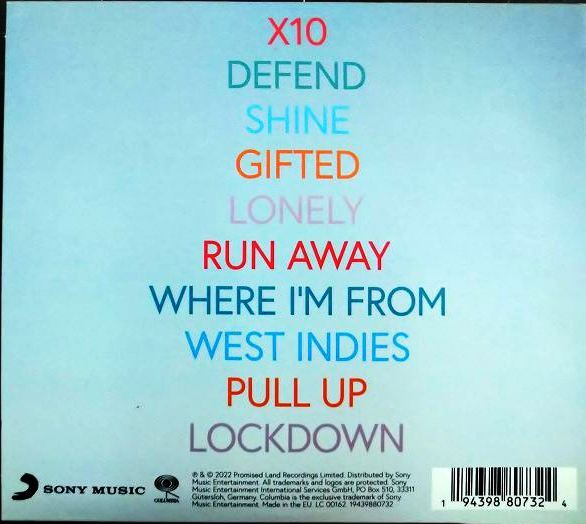 X10
DEFEND
SHINE
GIFTED
LONELY
RUN AWAY
WHERE I'M FROM
WEST INDIES
PULL UP
LOCKDOWN
SONY MUSIC
COLUMBIA
℗ & © 2022 Promised Land Recordings Limited. Distributed by Sony
Music Entertainment. All trademarks and logos are protected. Sony
Music Entertainment International Services GmbH, PO Box 510, 33311
Gütersloh, Germany. Columbia is the exclusive trademark of Sony
Music Entertainment. Made in the EU. LC 00162. 19439880732
1 94398 80732 4